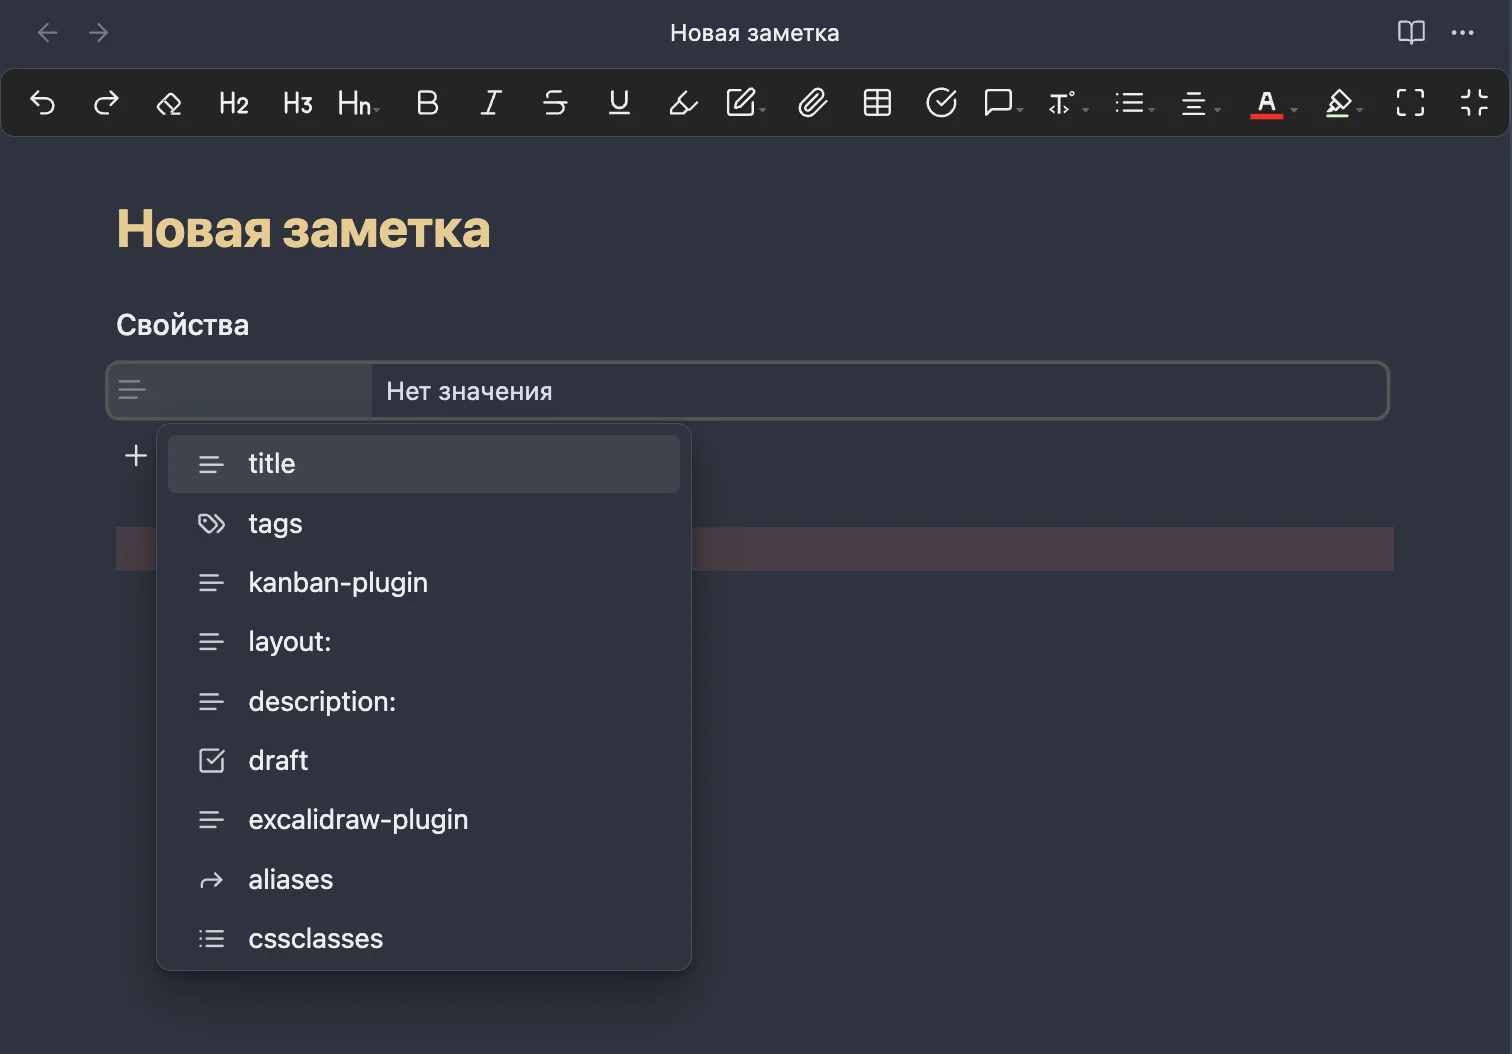 Новая заметка
H2 H3 Hn B I S U T A
Новая заметка
Свойства
Нет значения
title
tags
kanban-plugin
layout:
description:
draft
excalidraw-plugin
aliases
cssclasses